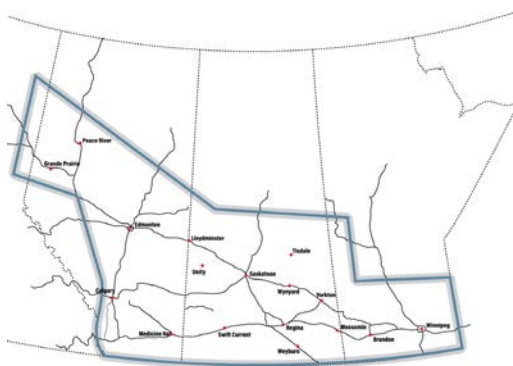 Peace River
Grande Prairie
Edmonton
Lloydminster
Tisdale
Unity
Saskatoon
Calgary
Wynyard
Yorkton
Medicine Hat
Swift Current
Regina
Moosomin
Winnipeg
Brandon
Weyburn